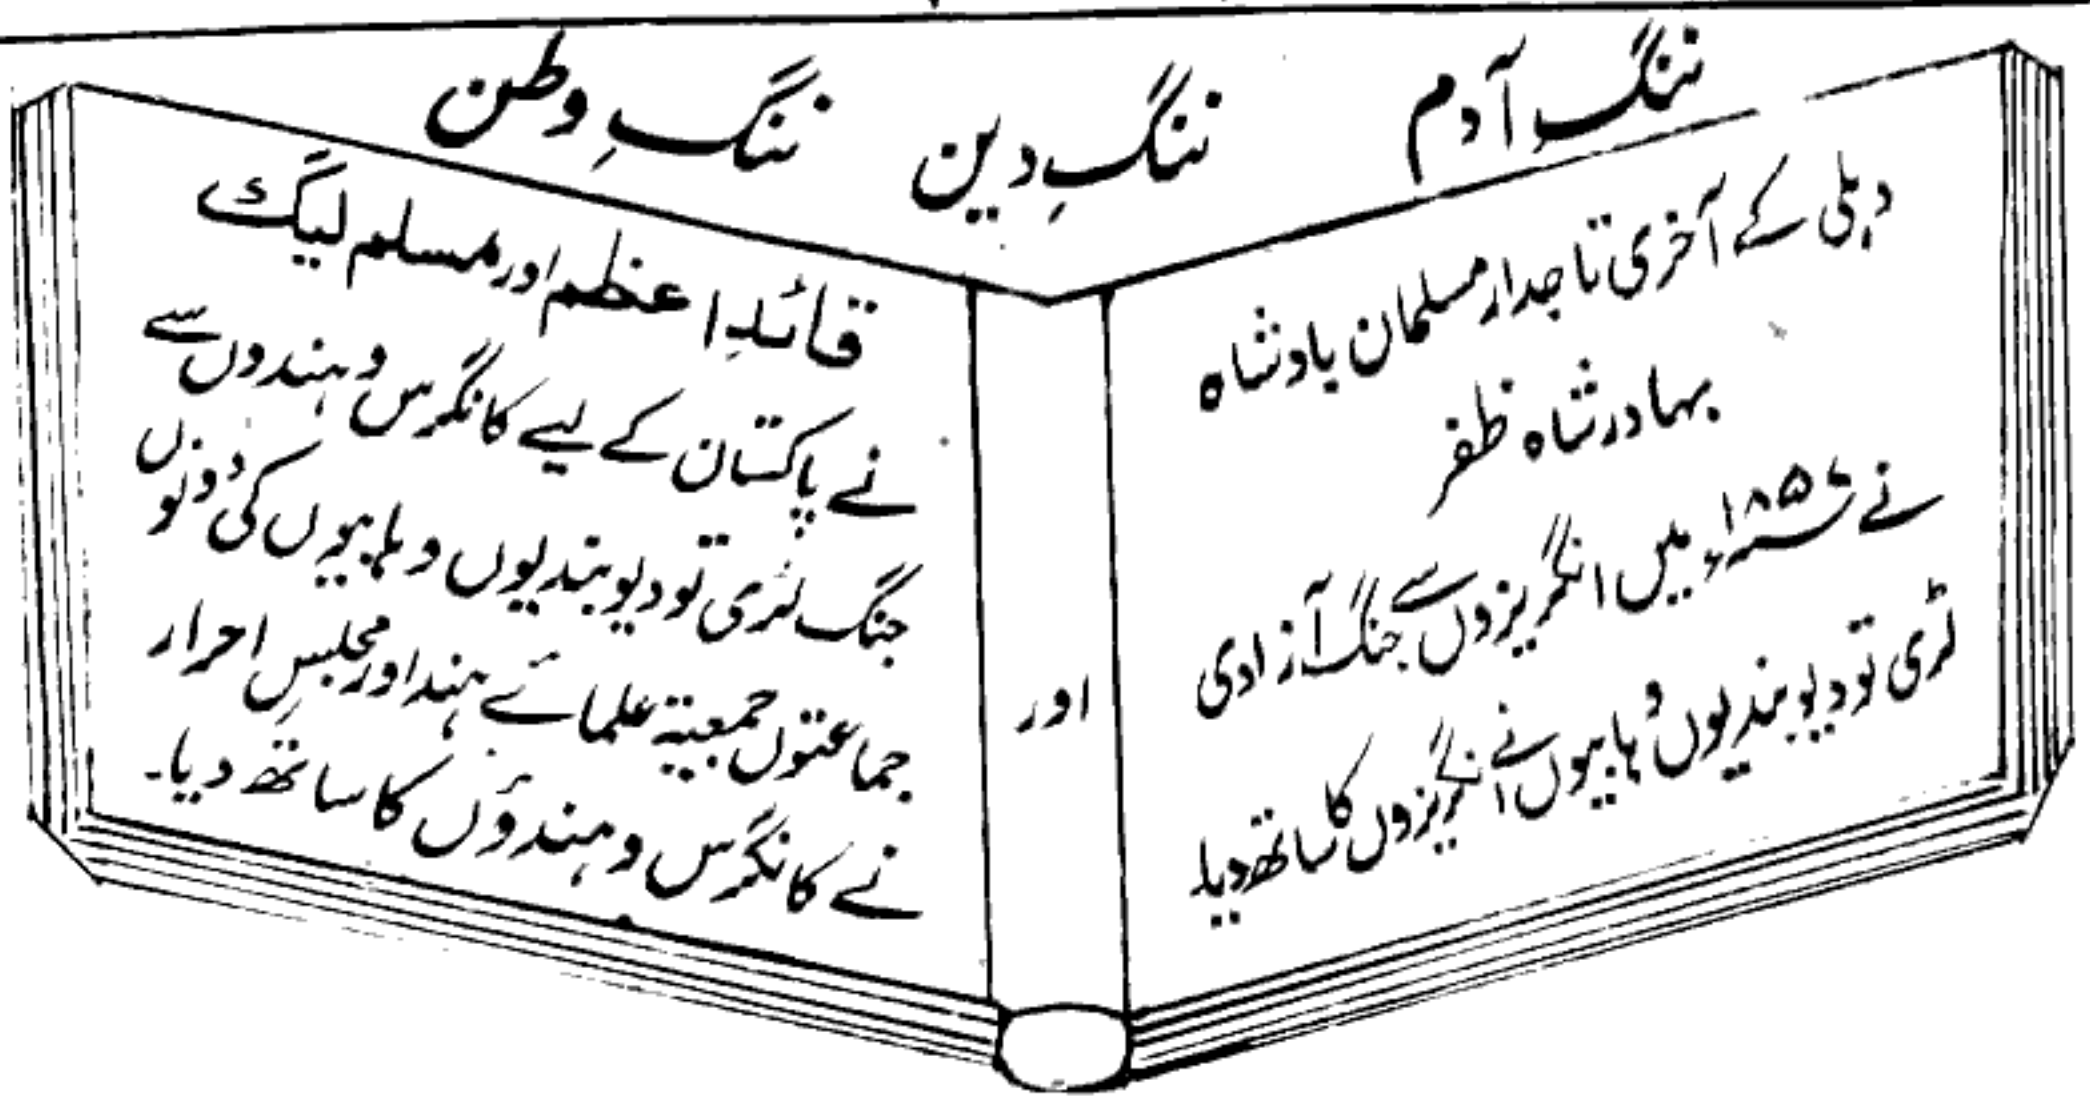 ننگِ آدم ننگِ دین ننگِ وطن
دہلی کے آخری تاجدار مسلمان بادشاہ
بہادر شاہ ظفر
نے ۱۸۵۷ء میں انگریزوں سے جنگ آزادی
لڑی تو دیوبندیوں وہابیوں نے انگریزوں کا ساتھ دیا۔
اور
قائدِ اعظم اور مسلم لیگ
نے پاکستان کے لیے کانگرس و ہندوں سے
جنگ لڑی تو دیوبندیوں وہابیوں کی دونوں
جماعتوں جمعیتہ علمائے ہند اور مجلسِ احرار
نے کانگرس و ہندوؤں کا ساتھ دیا۔